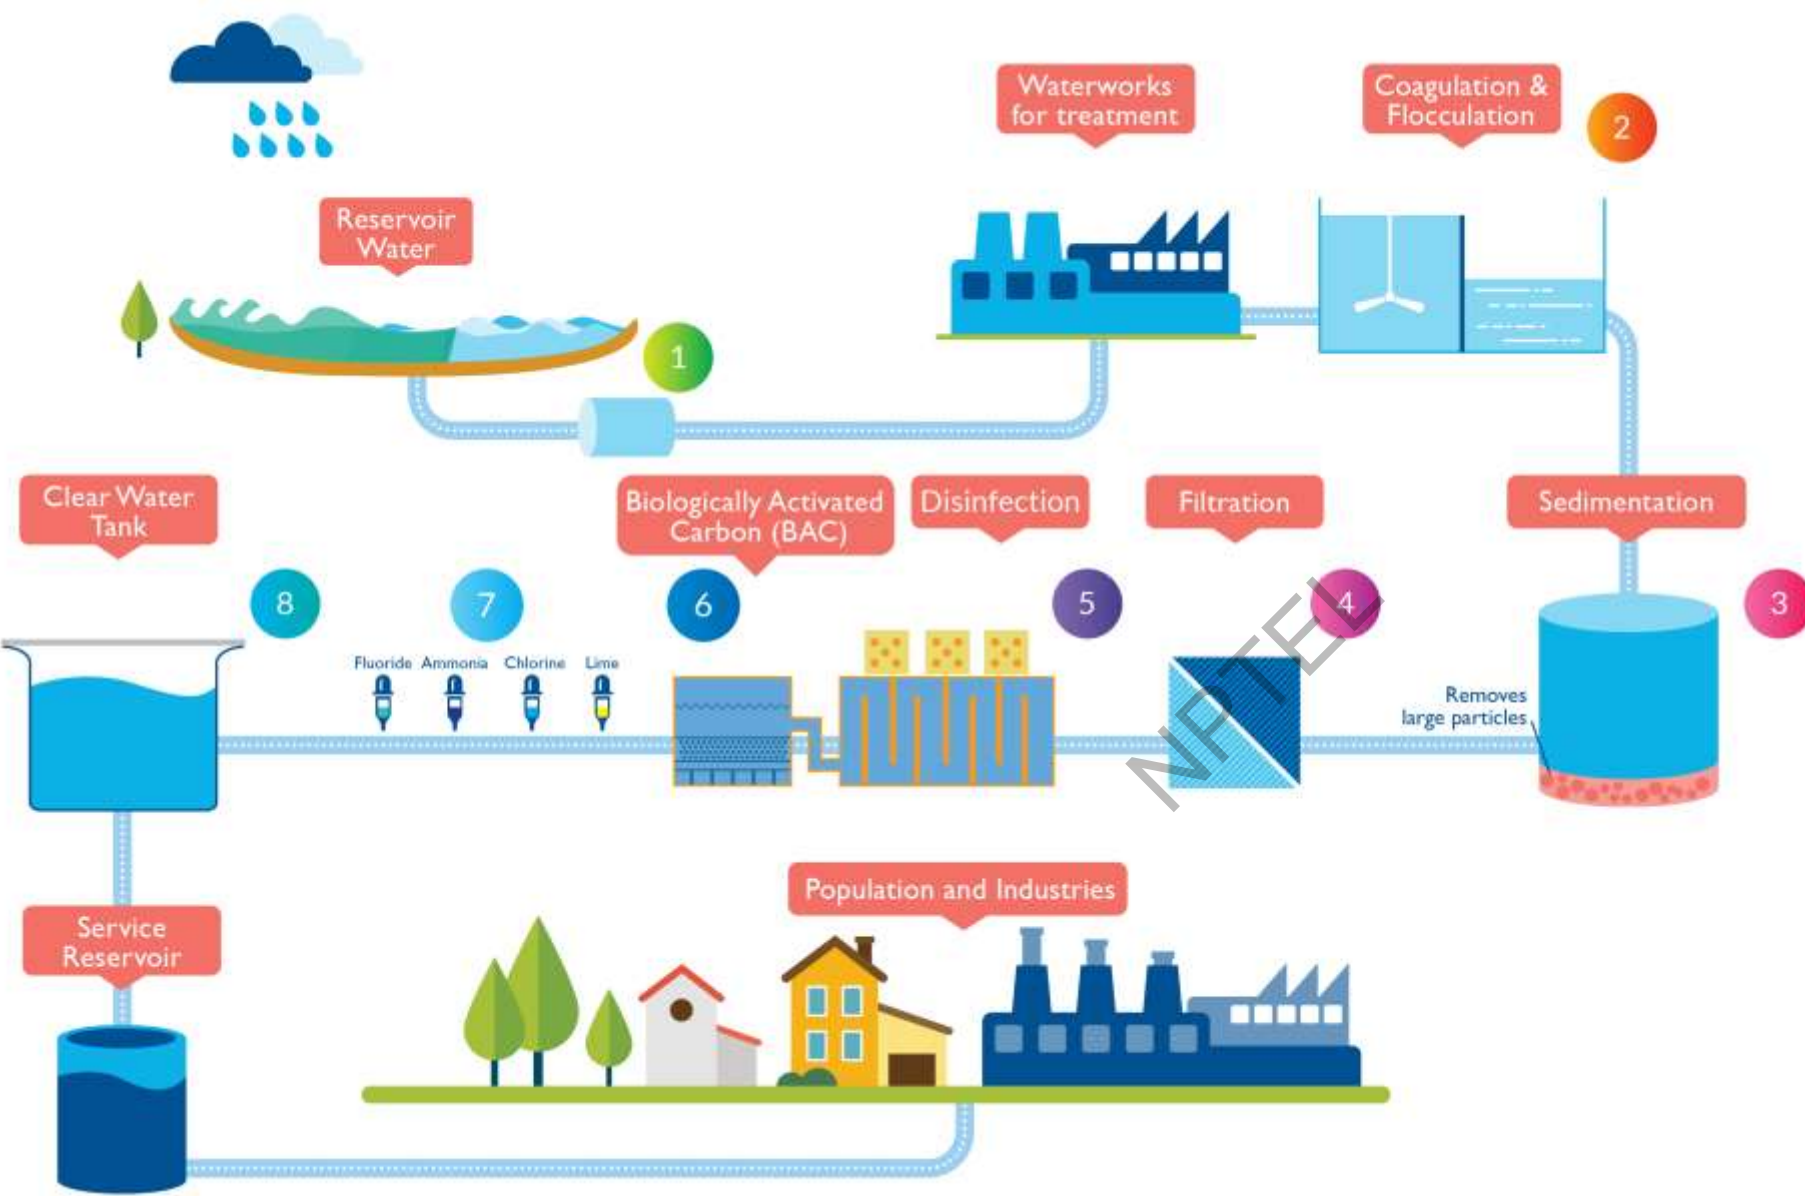 Waterworks
for treatment
Coagulation &
Flocculation
2
Reservoir
Water
1
Clear Water
Tank
Biologically Activated
Carbon (BAC)
Disinfection
Filtration
Sedimentation
8
7
6
5
4
3
Fluoride
Ammonia
Chlorine
Lime
Removes
large particles
NPTEL
Population and Industries
Service
Reservoir